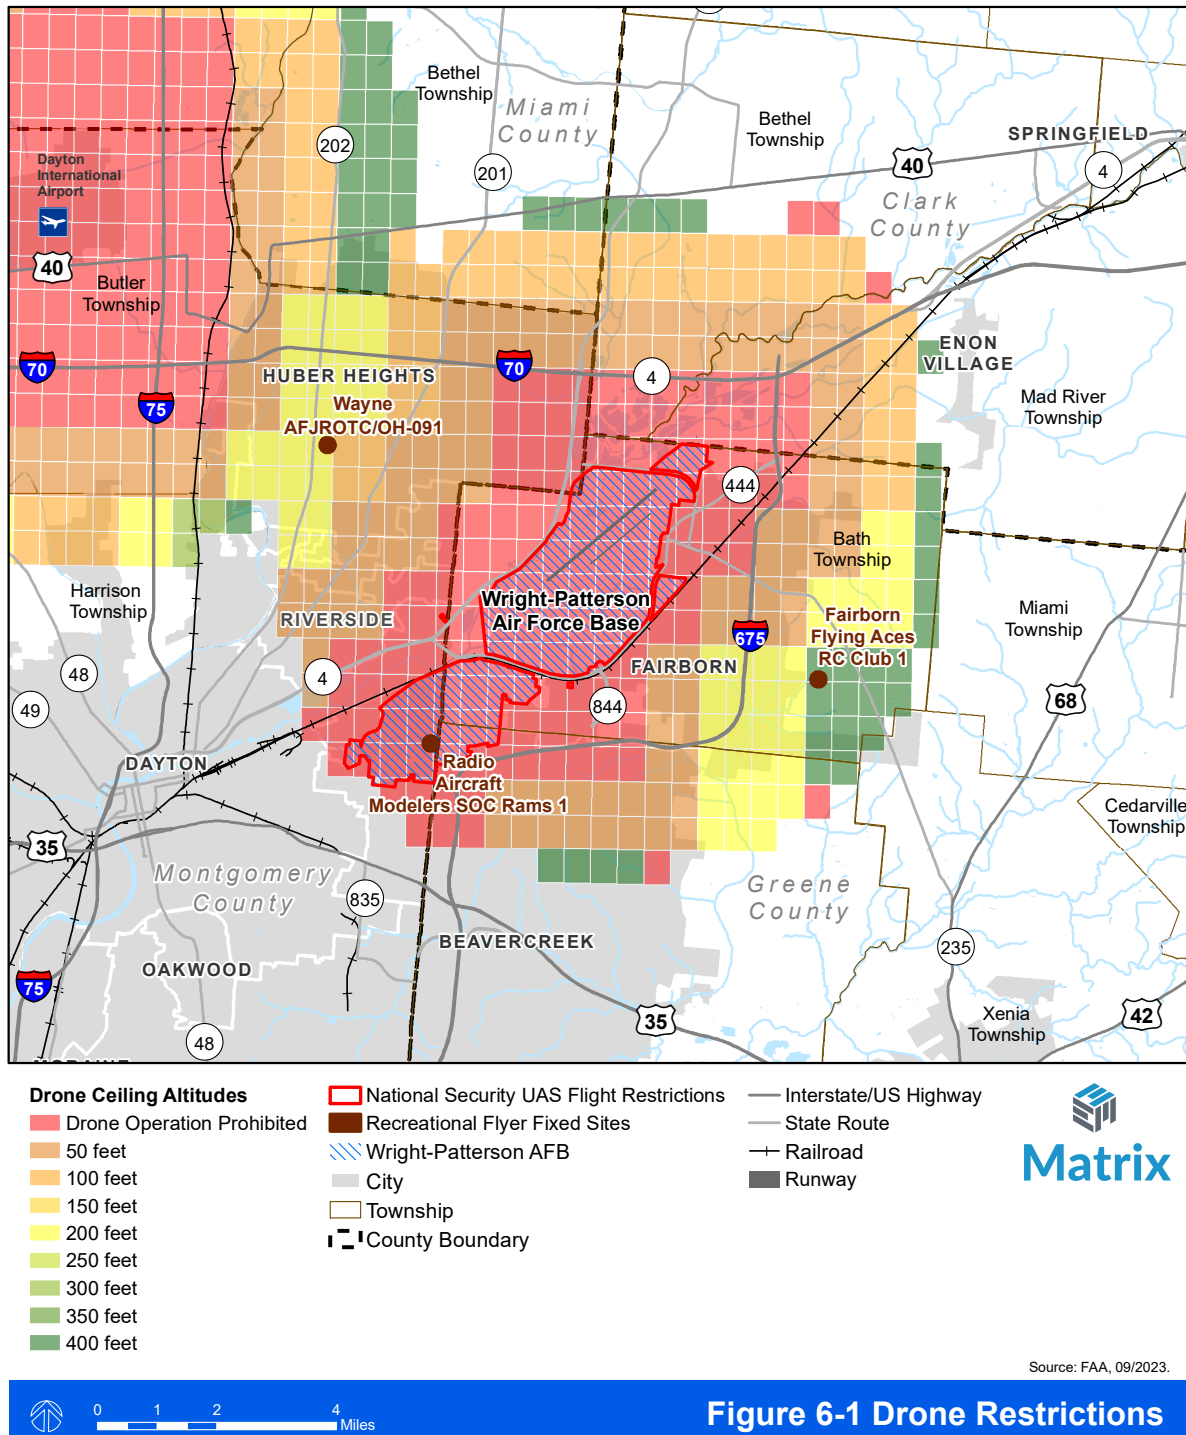 Bethel
Township
Miami
County
Bethel
Township
SPRINGFIELD
202
201
40
4
Dayton
International
Airport
Clark
County
40
Butler
Township
70
75
HUBER HEIGHTS
70
4
ENON
VILLAGE
Wayne
AFJROTC/OH-091
Mad River
Township
444
Bath
Township
Harrison
Township
RIVERSIDE
Wright-Patterson
Air Force Base
Fairborn
Flying Aces
RC Club 1
Miami
Township
675
FAIRBORN
48
4
49
844
68
DAYTON
Radio
Aircraft
Modelers SOC Rams 1
Cedarville
Township
35
Montgomery
County
835
Greene
County
BEAVERCREEK
235
OAKWOOD
75
35
42
Xenia
Township
48
Drone Ceiling Altitudes
Drone Operation Prohibited
50 feet
100 feet
150 feet
200 feet
250 feet
300 feet
350 feet
400 feet
National Security UAS Flight Restrictions
Recreational Flyer Fixed Sites
Wright-Patterson AFB
City
Township
County Boundary
Interstate/US Highway
State Route
Railroad
Runway
Matrix
Source: FAA, 09/2023.
0 1 2 4
Miles
Figure 6-1 Drone Restrictions